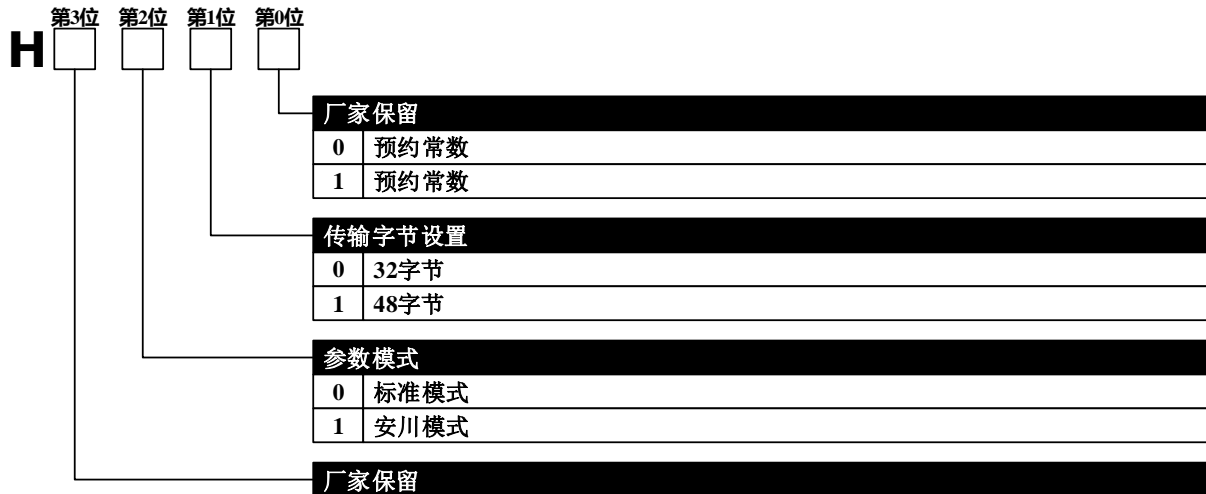 第3位 第2位 第1位 第0位
H
厂家保留
0 预约常数
1 预约常数
传输字节设置
0 32字节
1 48字节
参数模式
0 标准模式
1 安川模式
厂家保留